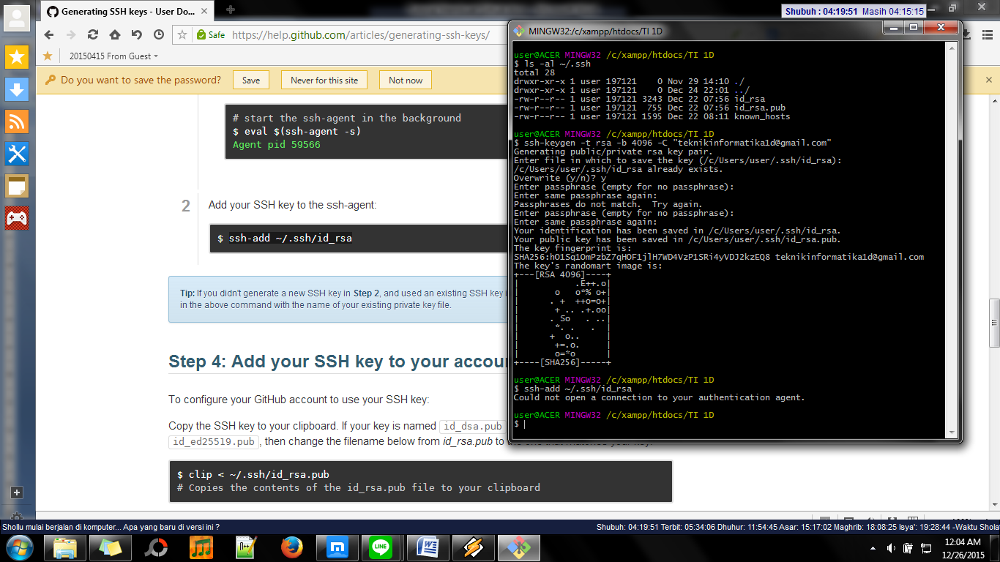 Generating SSH keys - User Do...
Shubuh : 04:19:51 Masih 04:15:15
Safe https://help.github.com/articles/generating-ssh-keys/
20150415 From Guest
Do you want to save the password? Save Never for this site Not now
# start the ssh-agent in the background
$ eval $(ssh-agent -s)
Agent pid 59566
2 Add your SSH key to the ssh-agent:
$ ssh-add ~/.ssh/id_rsa
Tip: If you didn't generate a new SSH key in Step 2, and used an existing SSH key
in the above command with the name of your existing private key file.
Step 4: Add your SSH key to your accou
To configure your GitHub account to use your SSH key:
Copy the SSH key to your clipboard. If your key is named id_dsa.pub
id_ed25519.pub , then change the filename below from id_rsa.pub to
$ clip < ~/.ssh/id_rsa.pub
# Copies the contents of the id_rsa.pub file to your clipboard
MINGW32:/c/xampp/htdocs/TI 1D
user@ACER MINGW32 /c/xampp/htdocs/TI 1D
$ ls -al ~/.ssh
total 28
drwxr-xr-x 1 user 197121    0 Nov 29 14:10 ./
drwxr-xr-x 1 user 197121    0 Dec 24 22:01 ../
-rw-r--r-- 1 user 197121 3243 Dec 22 07:56 id_rsa
-rw-r--r-- 1 user 197121  755 Dec 22 07:56 id_rsa.pub
-rw-r--r-- 1 user 197121 1595 Dec 22 08:11 known_hosts
user@ACER MINGW32 /c/xampp/htdocs/TI 1D
$ ssh-keygen -t rsa -b 4096 -C "teknikinformatika1d@gmail.com"
Generating public/private rsa key pair.
Enter file in which to save the key (/c/Users/user/.ssh/id_rsa):
/c/Users/user/.ssh/id_rsa already exists.
Overwrite (y/n)? y
Enter passphrase (empty for no passphrase):
Enter same passphrase again:
Passphrases do not match.  Try again.
Enter passphrase (empty for no passphrase):
Enter same passphrase again:
Your identification has been saved in /c/Users/user/.ssh/id_rsa.
Your public key has been saved in /c/Users/user/.ssh/id_rsa.pub.
The key fingerprint is:
SHA256:hO1Sq1OmPzbZ7qHOF1jlH7WD4VzP1SRi4yVDJ2kzEQ8 teknikinformatika1d@gmail.com
The key's randomart image is:
+---[RSA 4096]----+
|           .E++.o|
|       o   o*% o+|
|      . +  ++o=o+|
|       + .. .+.oo|
|      . So   . ..|
|       *. .   .  |
|      +  o..     |
|       +=.o.     |
|       o=*o      |
+----[SHA256]-----+
user@ACER MINGW32 /c/xampp/htdocs/TI 1D
$ ssh-add ~/.ssh/id_rsa
Could not open a connection to your authentication agent.
user@ACER MINGW32 /c/xampp/htdocs/TI 1D
$
Shollu mulai berjalan di komputer... Apa yang baru di versi ini ?
Shubuh: 04:19:51 Terbit: 05:34:06 Dhuhur: 11:54:45 Asar: 15:17:02 Maghrib: 18:08:25 Isya': 19:28:44 -Waktu Shola
LINE
12:04 AM
12/26/2015